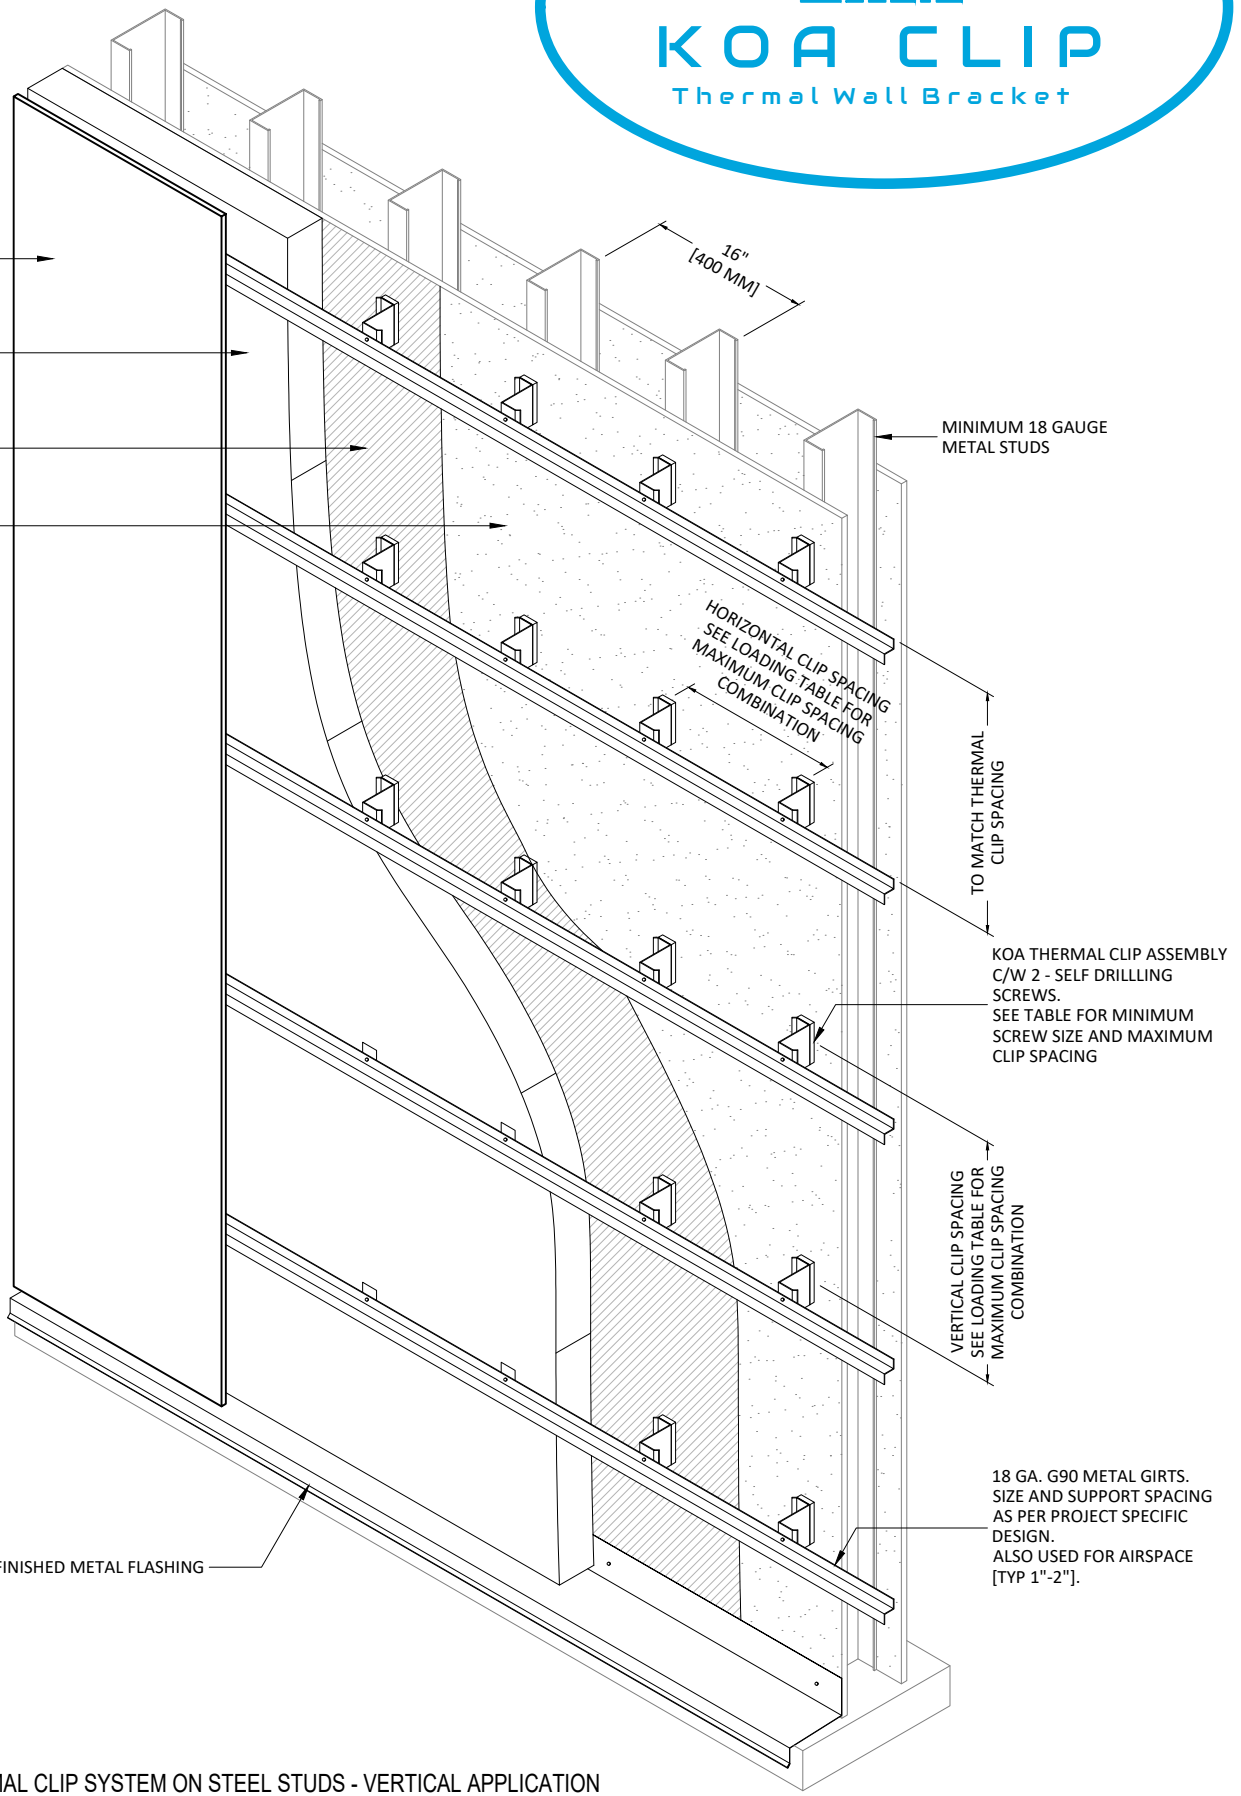 KOA CLIP
Thermal Wall Bracket
16"
[400 MM]
MINIMUM 18 GAUGE
METAL STUDS
HORIZONTAL CLIP SPACING
SEE LOADING TABLE FOR
MAXIMUM CLIP SPACING
COMBINATION
TO MATCH THERMAL
CLIP SPACING
KOA THERMAL CLIP ASSEMBLY
C/W 2 - SELF DRILLLING
SCREWS.
SEE TABLE FOR MINIMUM
SCREW SIZE AND MAXIMUM
CLIP SPACING
VERTICAL CLIP SPACING
SEE LOADING TABLE FOR
MAXIMUM CLIP SPACING
COMBINATION
18 GA. G90 METAL GIRTS.
SIZE AND SUPPORT SPACING
AS PER PROJECT SPECIFIC
DESIGN.
ALSO USED FOR AIRSPACE
[TYP 1"-2"].
FINISHED METAL FLASHING
CLIP SYSTEM ON STEEL STUDS - VERTICAL APPLICATION